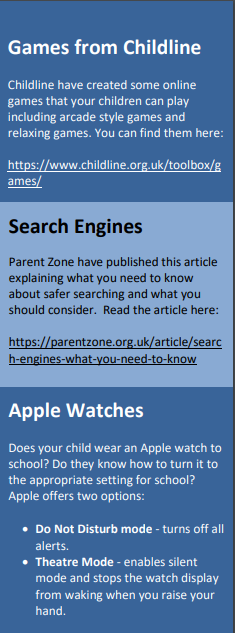 Games from Childline
Childline have created some online
games that your children can play
including arcade style games and
relaxing games. You can find them here:
https://www.childline.org.uk/toolbox/g
ames/
Search Engines
Parent Zone have published this article
explaining what you need to know
about safer searching and what you
should consider.  Read the article here:
https://parentzone.org.uk/article/searc
h-engines-what-you-need-to-know
Apple Watches
Does your child wear an Apple watch to
school? Do they know how to turn it to
the appropriate setting for school?
Apple offers two options:
• Do Not Disturb mode - turns off all
alerts.
• Theatre Mode - enables silent
mode and stops the watch display
from waking when you raise your
hand.